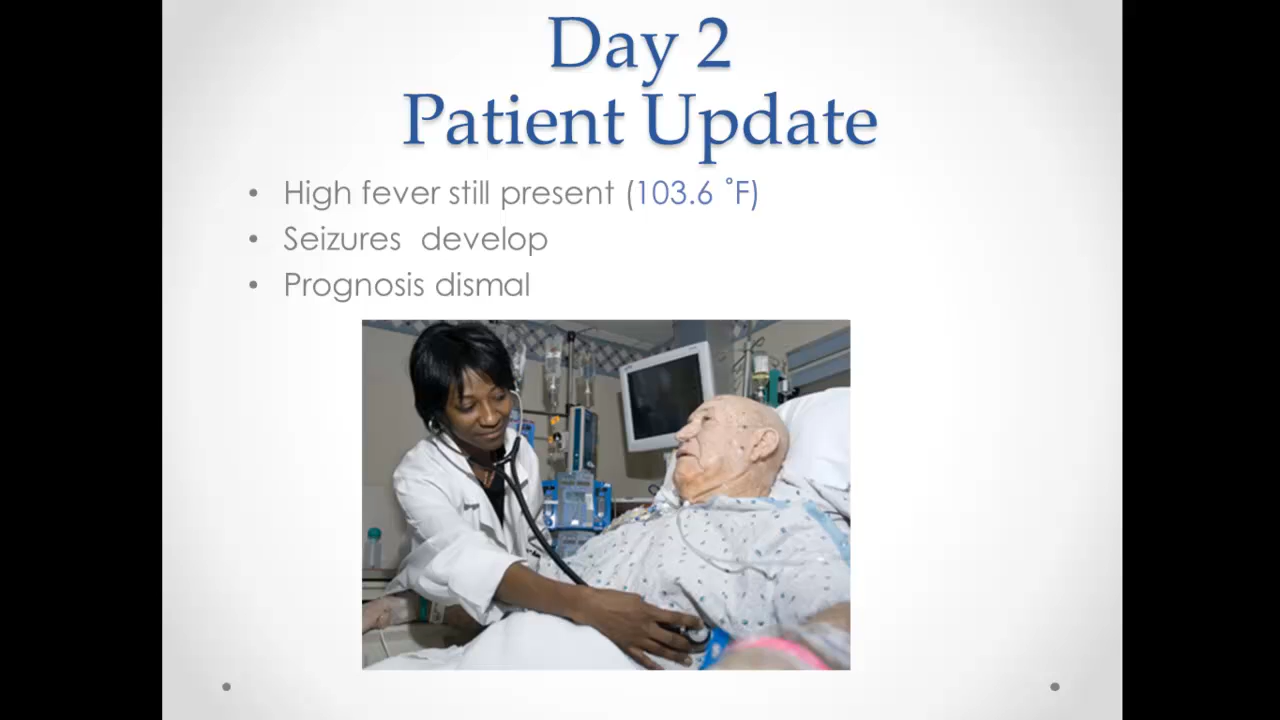 Day 2
Patient Update
• High fever still present (103.6 ˚F)
• Seizures  develop
• Prognosis dismal